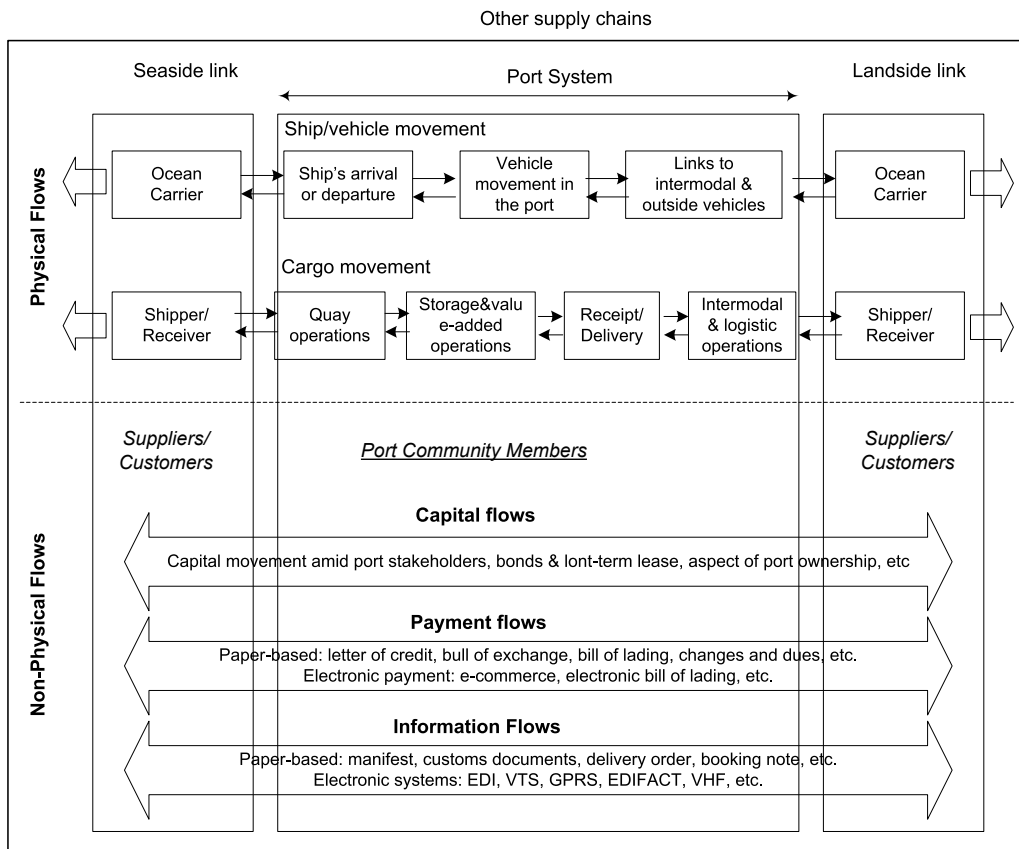 Other supply chains
Seaside link
Port System
Landside link
Physical Flows
Ship/vehicle movement
Ocean
Carrier
Ship's arrival
or departure
Vehicle
movement in
the port
Links to
intermodal &
outside vehicles
Ocean
Carrier
Cargo movement
Shipper/
Receiver
Quay
operations
Storage&valu
e-added
operations
Receipt/
Delivery
Intermodal
& logistic
operations
Shipper/
Receiver
Non-Physical Flows
Suppliers/
Customers
Port Community Members
Suppliers/
Customers
Capital flows
Capital movement amid port stakeholders, bonds & lont-term lease, aspect of port ownership, etc
Payment flows
Paper-based: letter of credit, bull of exchange, bill of lading, changes and dues, etc.
Electronic payment: e-commerce, electronic bill of lading, etc.
Information Flows
Paper-based: manifest, customs documents, delivery order, booking note, etc.
Electronic systems: EDI, VTS, GPRS, EDIFACT, VHF, etc.